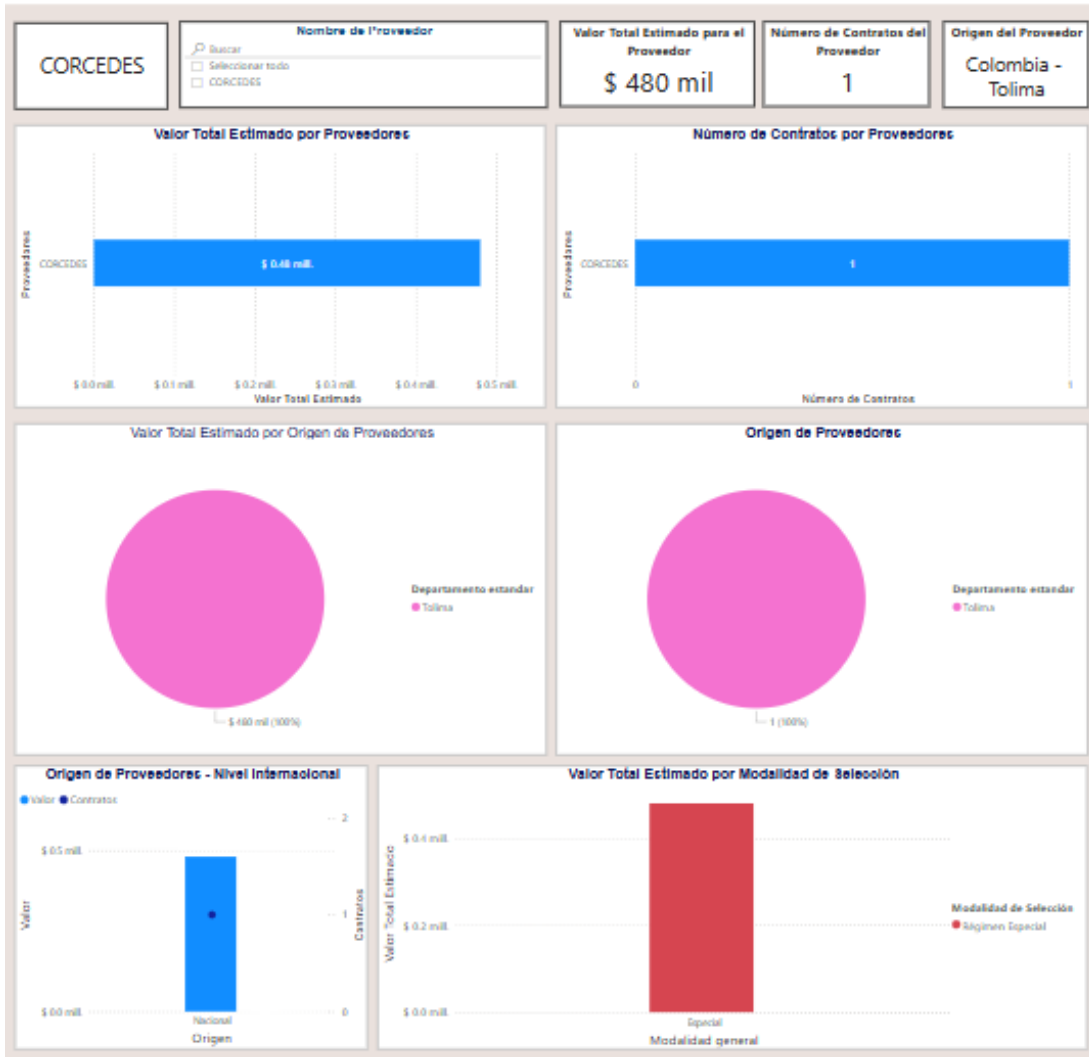 CORCEDES
Nombre de Proveedor
Buscar
Seleccionar todo
CORCEDES
Valor Total Estimado para el
Proveedor
$ 480 mil
Número de Contratos del
Proveedor
1
Origen del Proveedor
Colombia -
Tolima
Valor Total Estimado por Proveedores
Proveedores
CORCEDES
$ 0.48 mill.
$ 0.0 mill. $ 0.1 mill. $ 0.2 mill. $ 0.3 mill. $ 0.4 mill. $ 0.5 mill.
Valor Total Estimado
Número de Contratos por Proveedores
Proveedores
CORCEDES
1
0 1
Número de Contratos
Valor Total Estimado por Origen de Proveedores
Departamento estandar
Tolima
$ 480 mil (100%)
Origen de Proveedores
Departamento estandar
Tolima
1 (100%)
Origen de Proveedores - Nivel Internacional
Valor Contratos
Valor
$ 0.5 mill.
$ 0.0 mill.
2
1
0
Contratos
Nacional
Origen
Valor Total Estimado por Modalidad de Selección
Valor Total Estimado
$ 0.4 mill.
$ 0.2 mill.
$ 0.0 mill.
Especial
Modalidad general
Modalidad de Selección
Régimen Especial